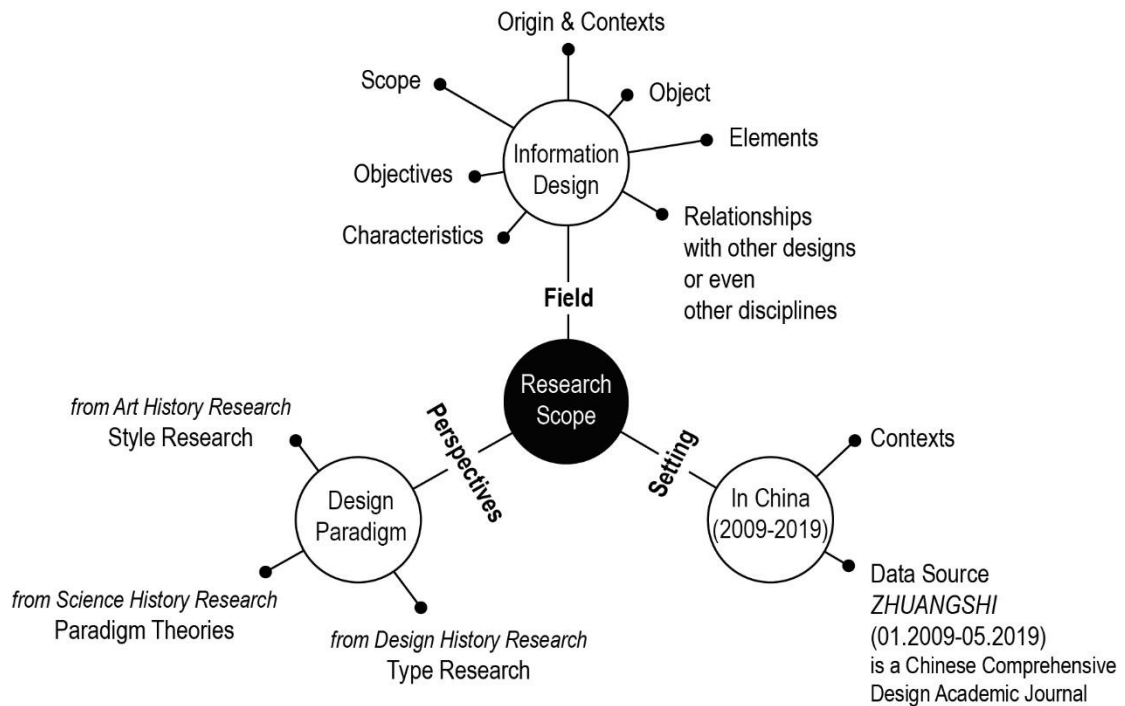 Origin & Contexts
Scope
Object
Elements
Information
Design
Objectives
Characteristics
Relationships
with other designs
or even
other disciplines
Field
Research
Scope
Perspectives
Setting
from Art History Research
Style Research
Design
Paradigm
from Science History Research
Paradigm Theories
from Design History Research
Type Research
Contexts
In China
(2009-2019)
Data Source
ZHUANGSHI
(01.2009-05.2019)
is a Chinese Comprehensive
Design Academic Journal